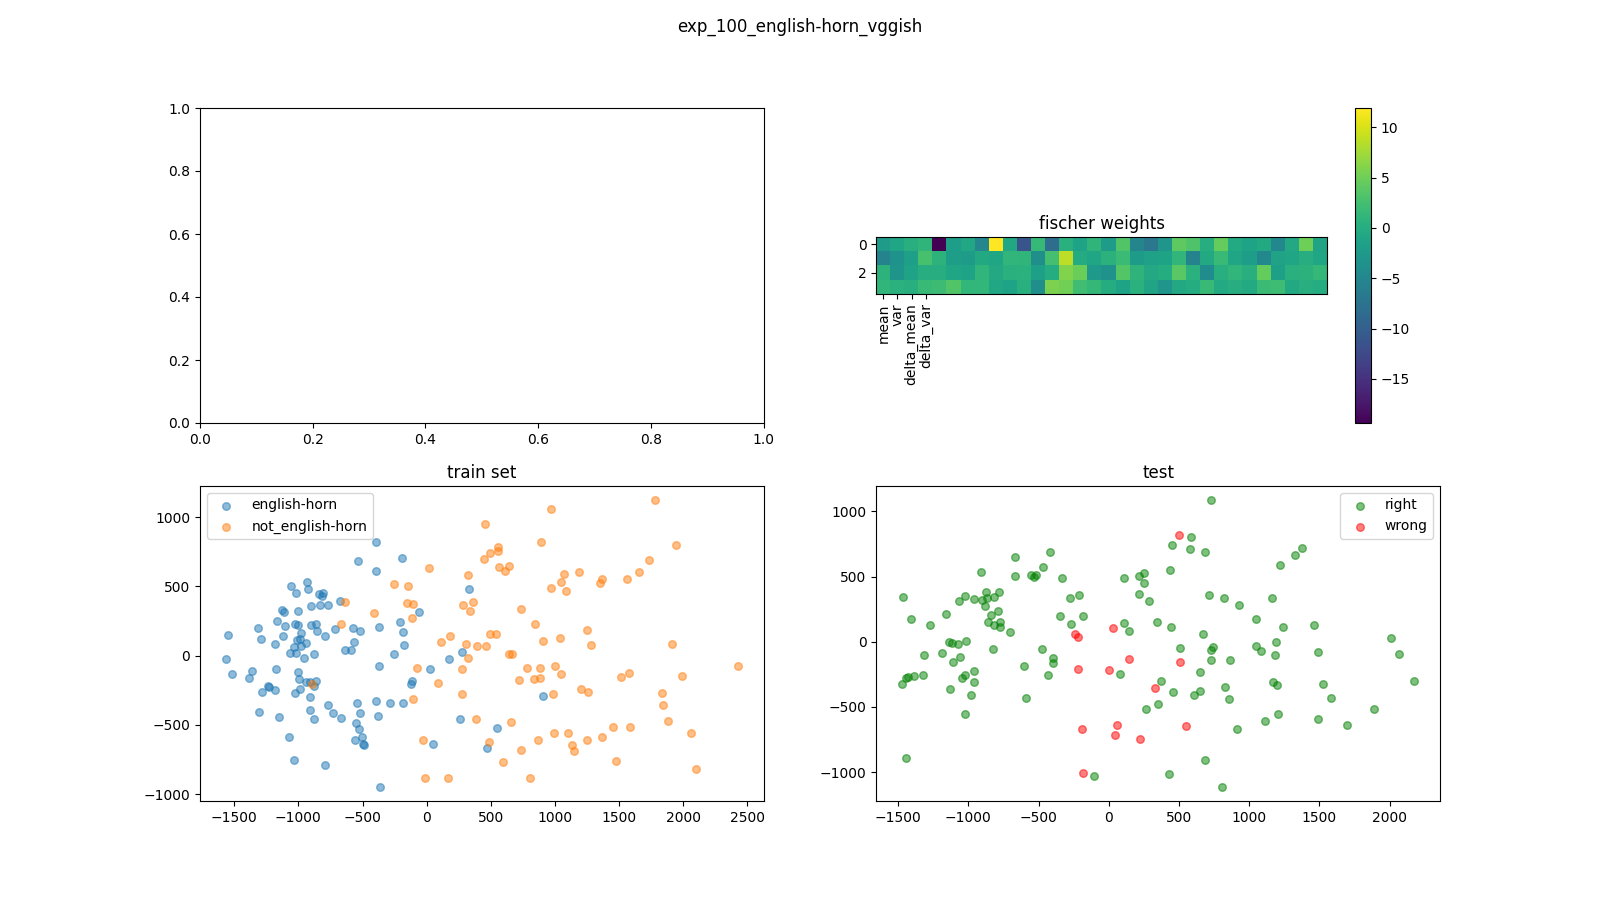 exp_100_english-horn_vggish
1.0
0.8
0.6
0.4
0.2
0.0
0.0 0.2 0.4 0.6 0.8 1.0
fischer weights
0
2
mean
var
delta_mean
delta_var
10
5
0
−5
−10
−15
train set
english-horn
not_english-horn
1000
500
0
−500
−1000
−1500 −1000 −500 0 500 1000 1500 2000 2500
test
right
wrong
1000
500
0
−500
−1000
−1500 −1000 −500 0 500 1000 1500 2000